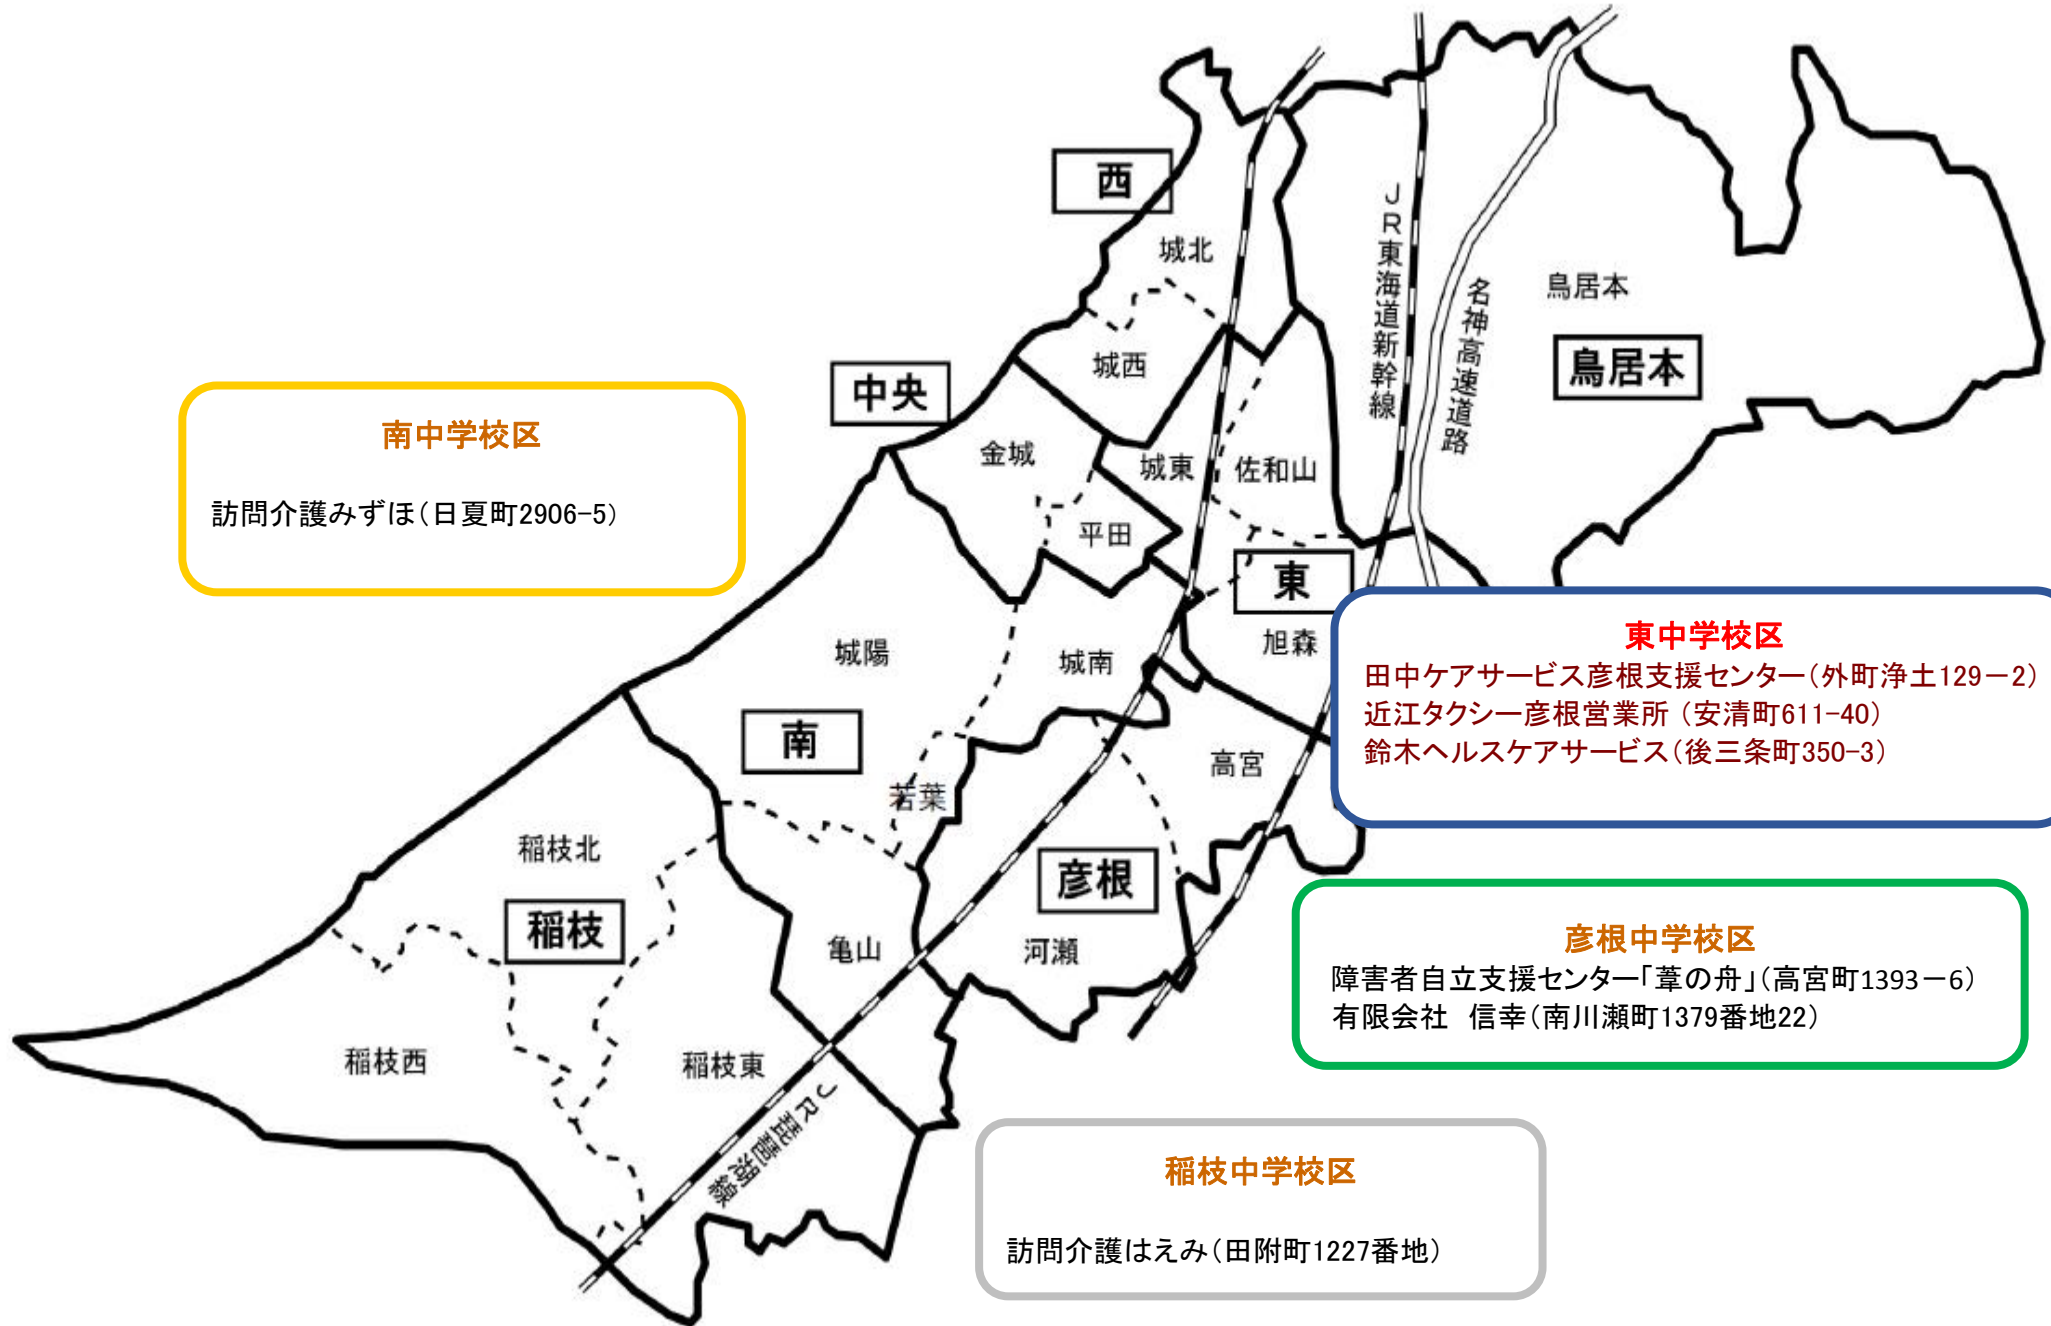 西
城北
JR東海道新幹線
名神高速道路
鳥居本
鳥居本
城西
中央
金城
城東
佐和山
平田
南中学校区
訪問介護みずほ（日夏町2906-5）
東
旭森
城陽
城南
東中学校区
田中ケアサービス彦根支援センター（外町浄土129－2）
近江タクシー彦根営業所 （安清町611-40）
鈴木ヘルスケアサービス（後三条町350-3）
南
若葉
高宮
稲枝北
彦根
稲枝
亀山
河瀬
彦根中学校区
障害者自立支援センター「葦の舟」（高宮町1393－6）
有限会社　信幸（南川瀬町1379番地22）
稲枝西
稲枝東
JR琵琶湖線
稲枝中学校区
訪問介護はえみ（田附町1227番地）